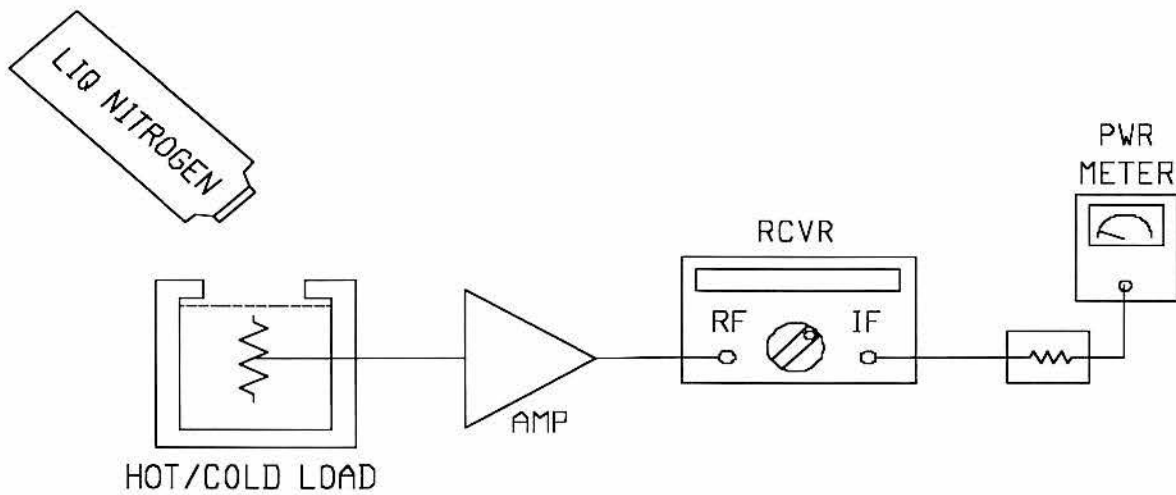 LIQ NITROGEN
PWR
METER
RCVR
RF
IF
AMP
HOT/COLD LOAD